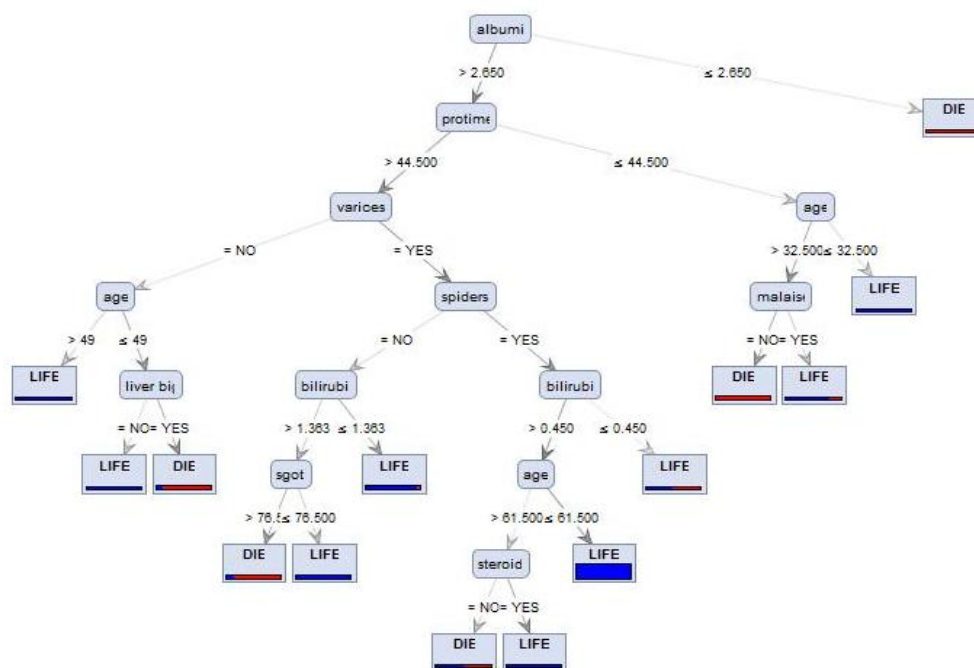 albumi
> 2.650 ≤ 2.650
protime DIE
> 44.500 ≤ 44.500
varices age
= NO = YES > 32.500 ≤ 32.500
age spiders malaise LIFE
> 49 ≤ 49 = NO = YES = NO = YES
LIFE liver big bilirubi bilirubi DIE LIFE
= NO = YES > 1.363 ≤ 1.363 > 0.450 ≤ 0.450
LIFE DIE sgot LIFE age LIFE
> 76.5 ≤ 76.500 > 61.500 ≤ 61.500
DIE LIFE steroid LIFE
= NO = YES
DIE LIFE